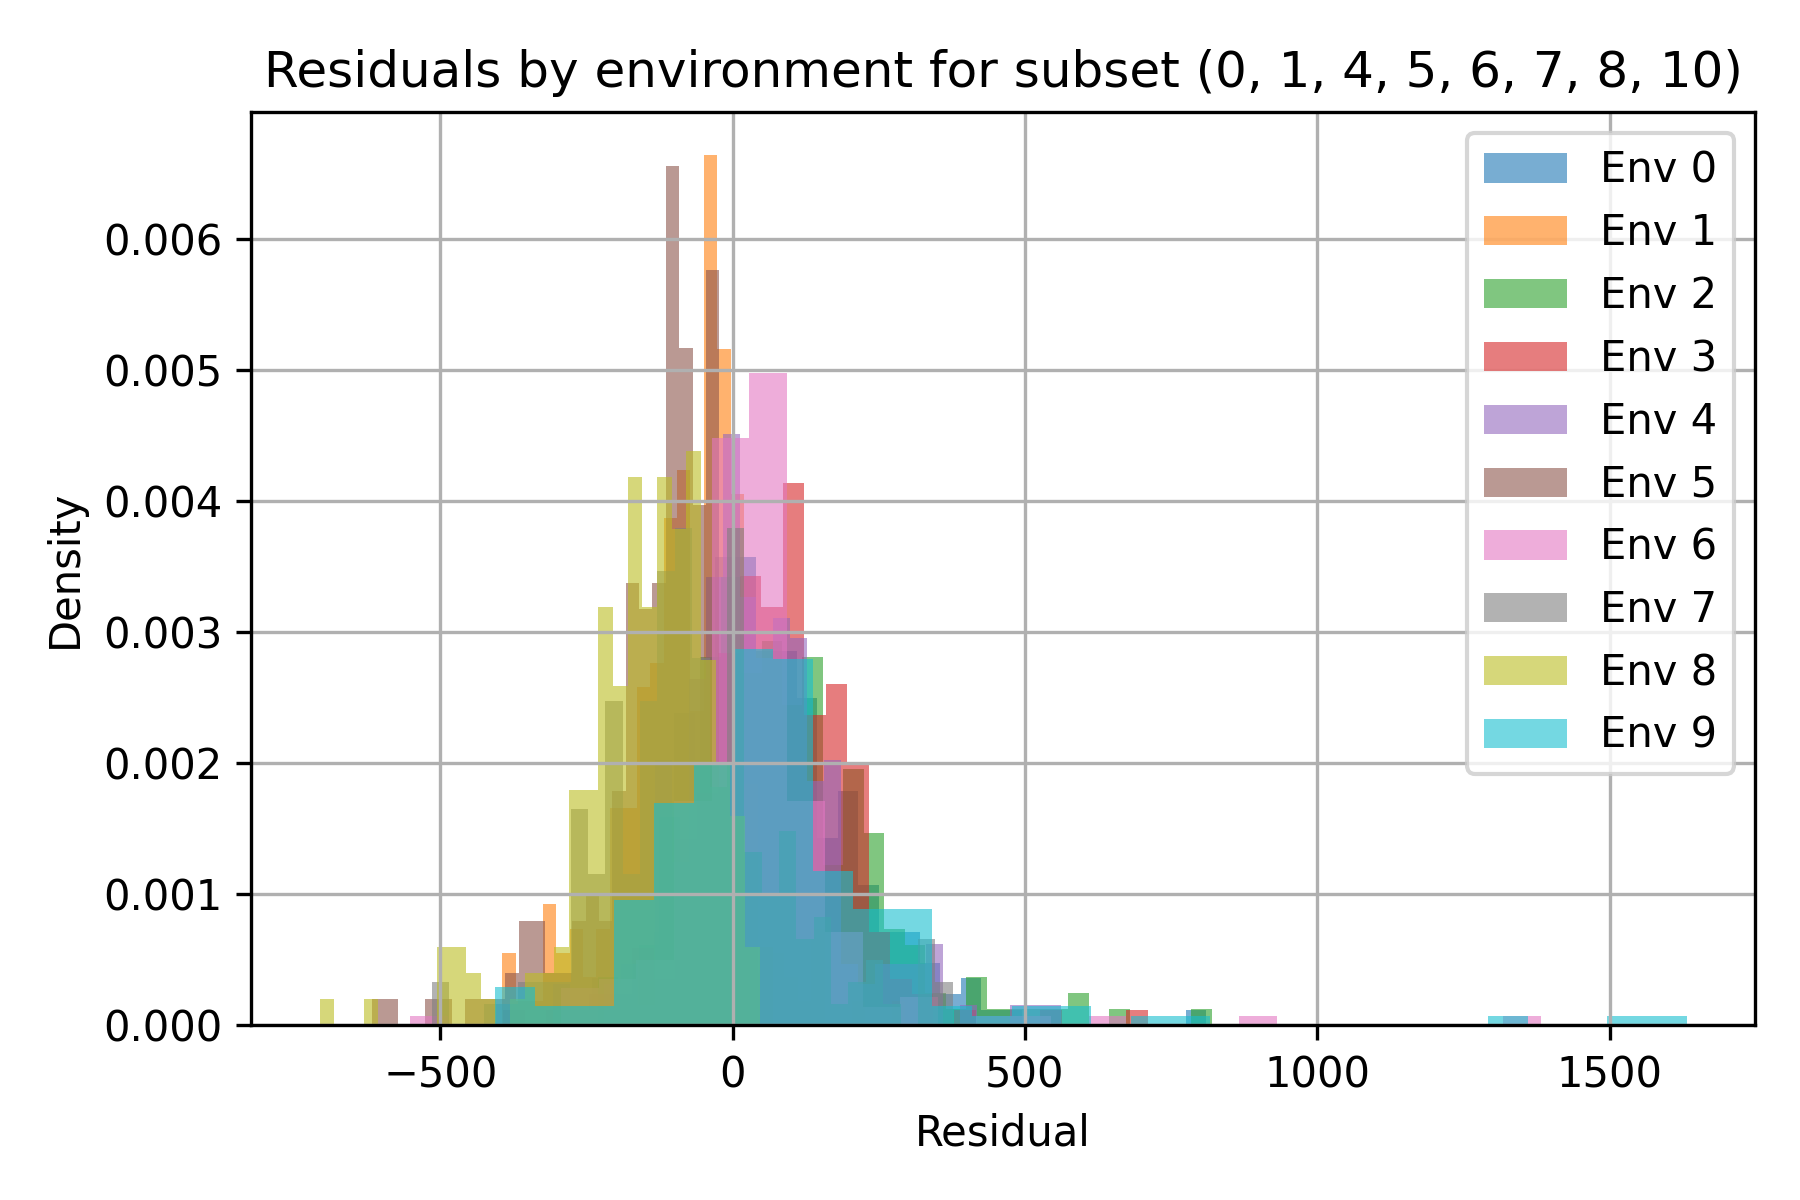 Residuals by environment for subset (0, 1, 4, 5, 6, 7, 8, 10)
Density
0.006
0.005
0.004
0.003
0.002
0.001
0.000
−500
0
500
1000
1500
Residual
Env 0
Env 1
Env 2
Env 3
Env 4
Env 5
Env 6
Env 7
Env 8
Env 9